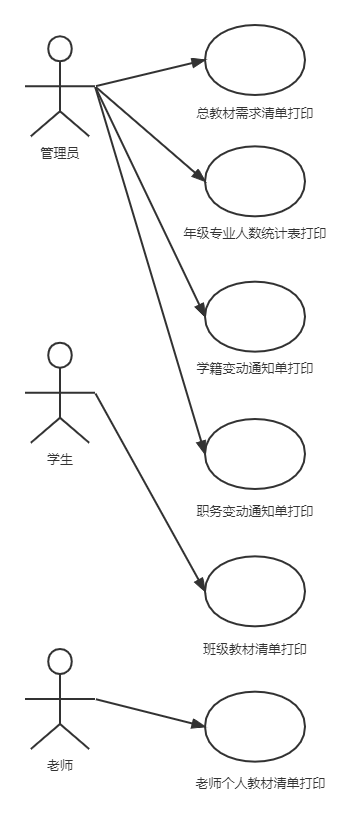 总教材需求清单打印
管理员
年级专业人数统计表打印
学籍变动通知单打印
学生
职务变动通知单打印
班级教材清单打印
老师
老师个人教材清单打印